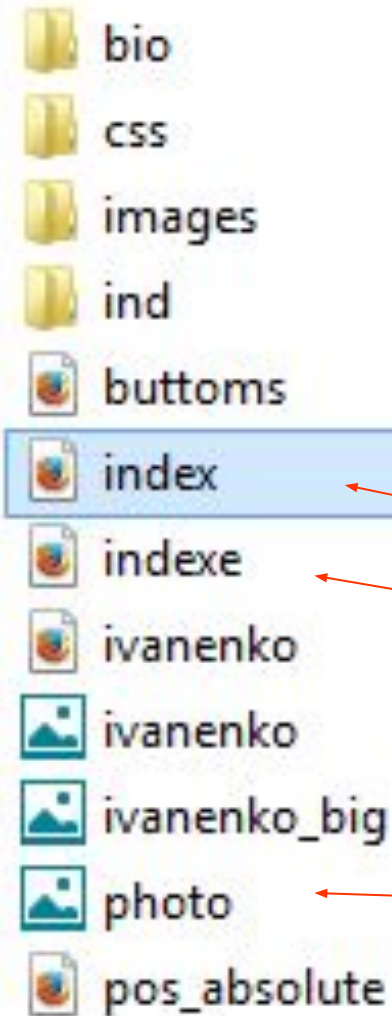 bio
css
images
ind
buttoms
index
indexe
ivanenko
ivanenko
ivanenko_big
photo
pos_absolute